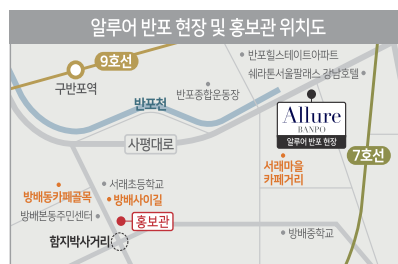 알루어 반포 현장 및 홍보관 위치도
9호선
구반포역
반포힐스테이트아파트
쉐라톤서울팔래스 강남호텔
반포천
반포종합운동장
Allure
BANPO
알루어 반포 현장
사평대로
7호선
서래마을
카페거리
서래초등학교
방배동카페골목
방배사이길
방배본동주민센터
홍보관
함지박사거리
방배중학교